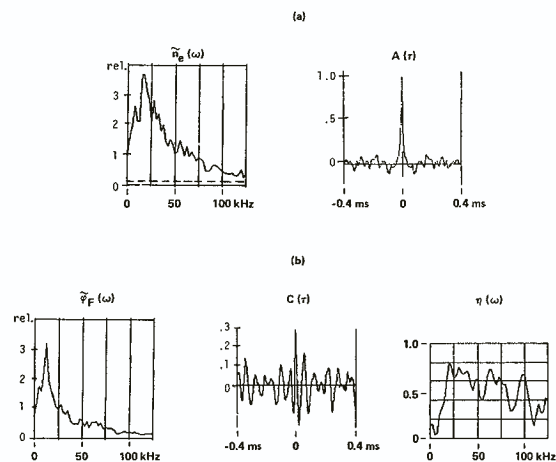 (a)
ñe (ω)
A (τ)
rel.
3
2
1
0
0 50 100 kHz
1.0
.5
0
-0.4 ms 0 0.4 ms
(b)
φ̃F (ω)
C (τ)
η (ω)
rel.
3
2
1
0
0 50 100 kHz
.3
.2
.1
0
-0.4 ms 0 0.4 ms
1.0
0.5
0
0 50 100 kHz